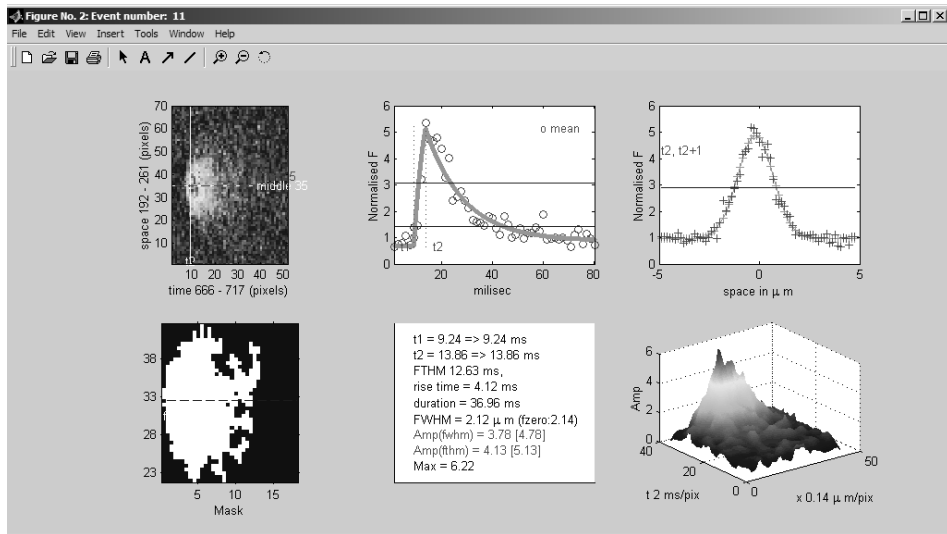 Figure No. 2: Event number: 11
File Edit View Insert Tools Window Help
A
70
60
50
40
30
20
10
space 192 - 261 (pixels)
middle 35
10 20 30 40 50
time 666 - 717 (pixels)
6
5
4
3
2
1
0
Normalised F
o mean
t2
20 40 60 80
milisec
6
5
4
3
2
1
0
Normalised F
t2, t2+1
-5 0 5
space in μ m
38
33
28
23
5 10 15
Mask
t1 = 9.24 => 9.24 ms
t2 = 13.86 => 13.86 ms
FTHM 12.63 ms,
rise time = 4.12 ms
duration = 36.96 ms
FWHM = 2.12 μ m (fzero:2.14)
Amp(fwhm) = 3.78 [4.78]
Amp(fthm) = 4.13 [5.13]
Max = 6.22
6
4
2
0
Amp
40
20
0
t 2 ms/pix
0
50
x 0.14 μ m/pix